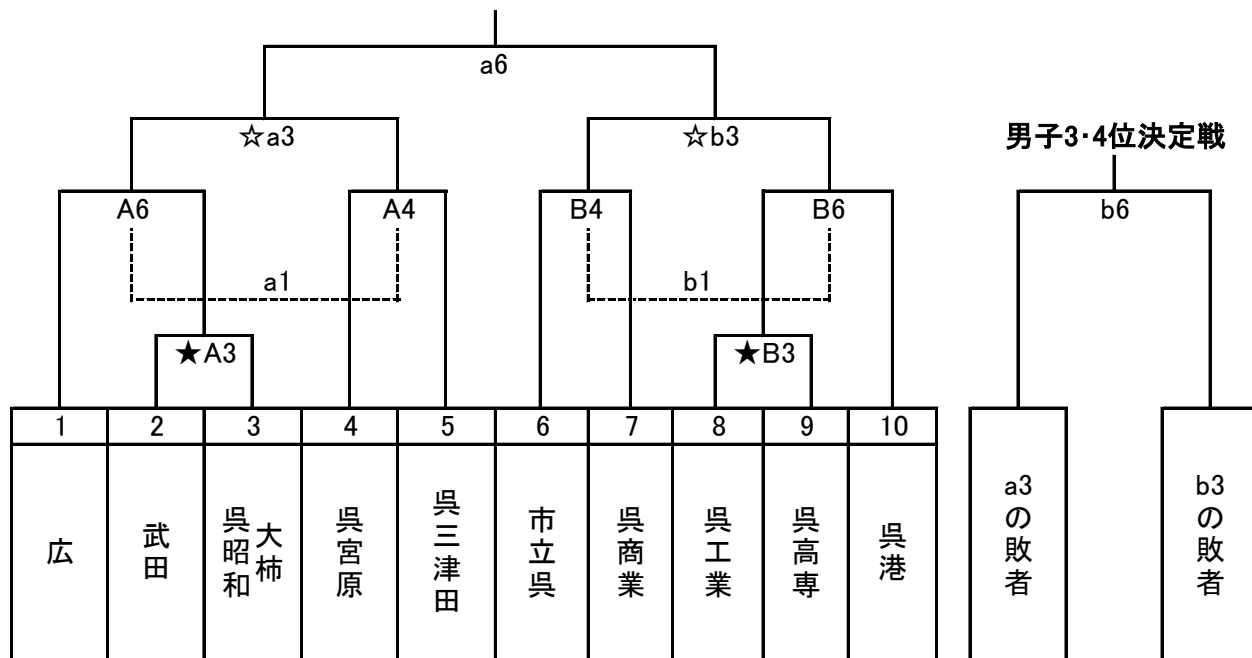 a6
☆a3
☆b3
男子3・4位決定戦
A6
A4
B4
B6
b6
a1
b1
★A3
★B3
1
2
3
4
5
6
7
8
9
10
広
武田
呉昭和
大柿
呉宮原
呉三津田
市立呉
呉商業
呉工業
呉高専
呉港
a3の敗者
b3の敗者